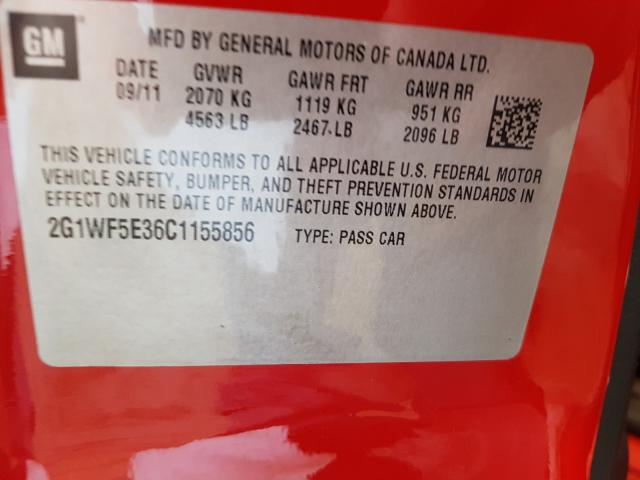 GM
MFD BY GENERAL MOTORS OF CANADA LTD.
DATE GVWR GAWR FRT GAWR RR
09/11 2070 KG 1119 KG 951 KG
4563 LB 2467 LB 2096 LB
THIS VEHICLE CONFORMS TO ALL APPLICABLE U.S. FEDERAL MOTOR
VEHICLE SAFETY, BUMPER, AND THEFT PREVENTION STANDARDS IN
EFFECT ON THE DATE OF MANUFACTURE SHOWN ABOVE.
2G1WF5E36C1155856 TYPE: PASS CAR